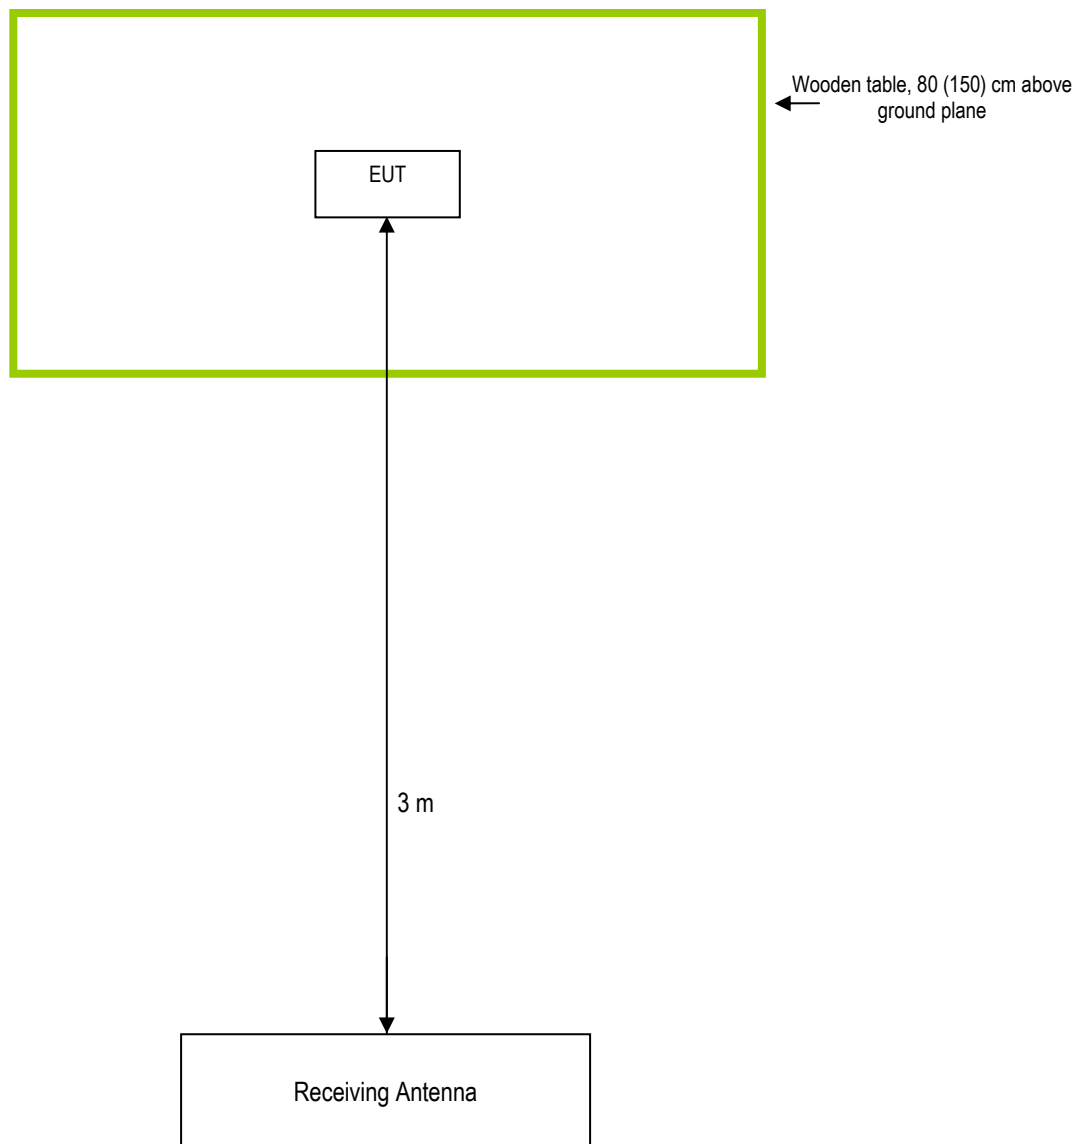 Wooden table, 80 (150) cm above
ground plane
EUT
3 m
Receiving Antenna